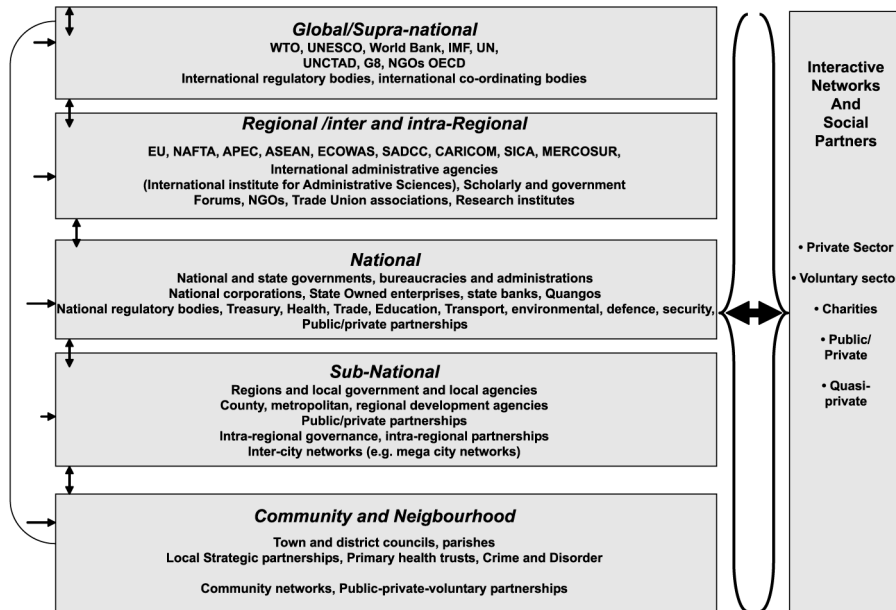 Global/Supra-national
WTO, UNESCO, World Bank, IMF, UN,
UNCTAD, G8, NGOs OECD
International regulatory bodies, international co-ordinating bodies
Regional /inter and intra-Regional
EU, NAFTA, APEC, ASEAN, ECOWAS, SADCC, CARICOM, SICA, MERCOSUR,
International administrative agencies
(International institute for Administrative Sciences), Scholarly and government
Forums, NGOs, Trade Union associations, Research institutes
National
National and state governments, bureaucracies and administrations
National corporations, State Owned enterprises, state banks, Quangos
National regulatory bodies, Treasury, Health, Trade, Education, Transport, environmental, defence, security,
Public/private partnerships
Sub-National
Regions and local government and local agencies
County, metropolitan, regional development agencies
Public/private partnerships
Intra-regional governance, intra-regional partnerships
Inter-city networks (e.g. mega city networks)
Community and Neigbourhood
Town and district councils, parishes
Local Strategic partnerships, Primary health trusts, Crime and Disorder
Community networks, Public-private-voluntary partnerships
Interactive
Networks
And
Social
Partners
• Private Sector
• Voluntary sector
• Charities
• Public/
Private
• Quasi-
private